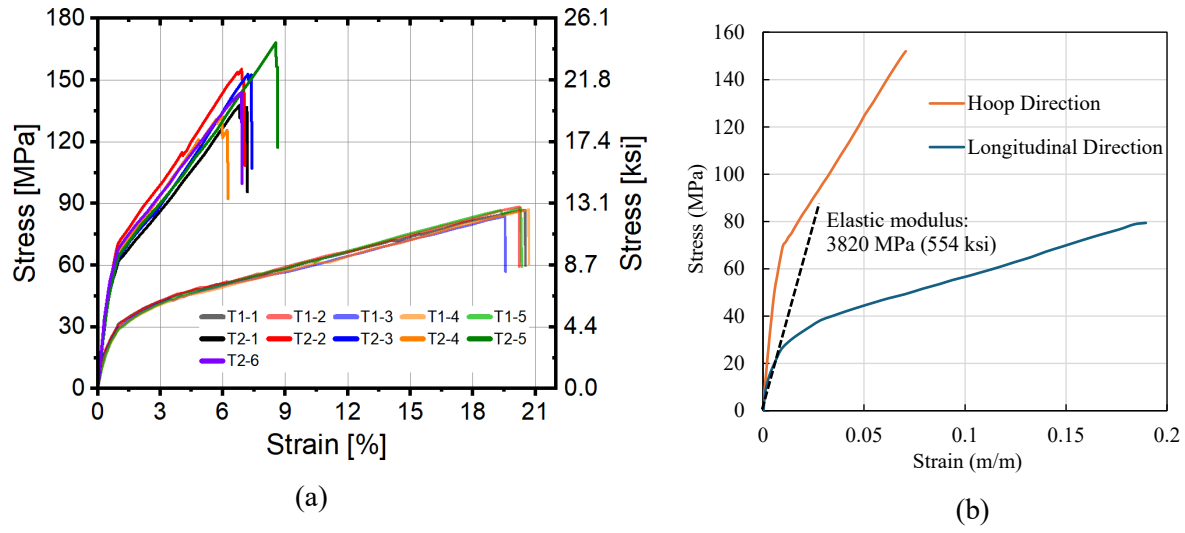 180
150
120
90
60
30
0
Stress [MPa]
26.1
21.8
17.4
13.1
8.7
4.4
0.0
Stress [ksi]
T1-1 T1-2 T1-3 T1-4 T1-5
T2-1 T2-2 T2-3 T2-4 T2-5
T2-6
0 3 6 9 12 15 18 21
Strain [%]
(a)
160
140
120
100
80
60
40
20
0
Stress (MPa)
Hoop Direction
Longitudinal Direction
Elastic modulus:
3820 MPa (554 ksi)
0 0.05 0.1 0.15 0.2
Strain (m/m)
(b)